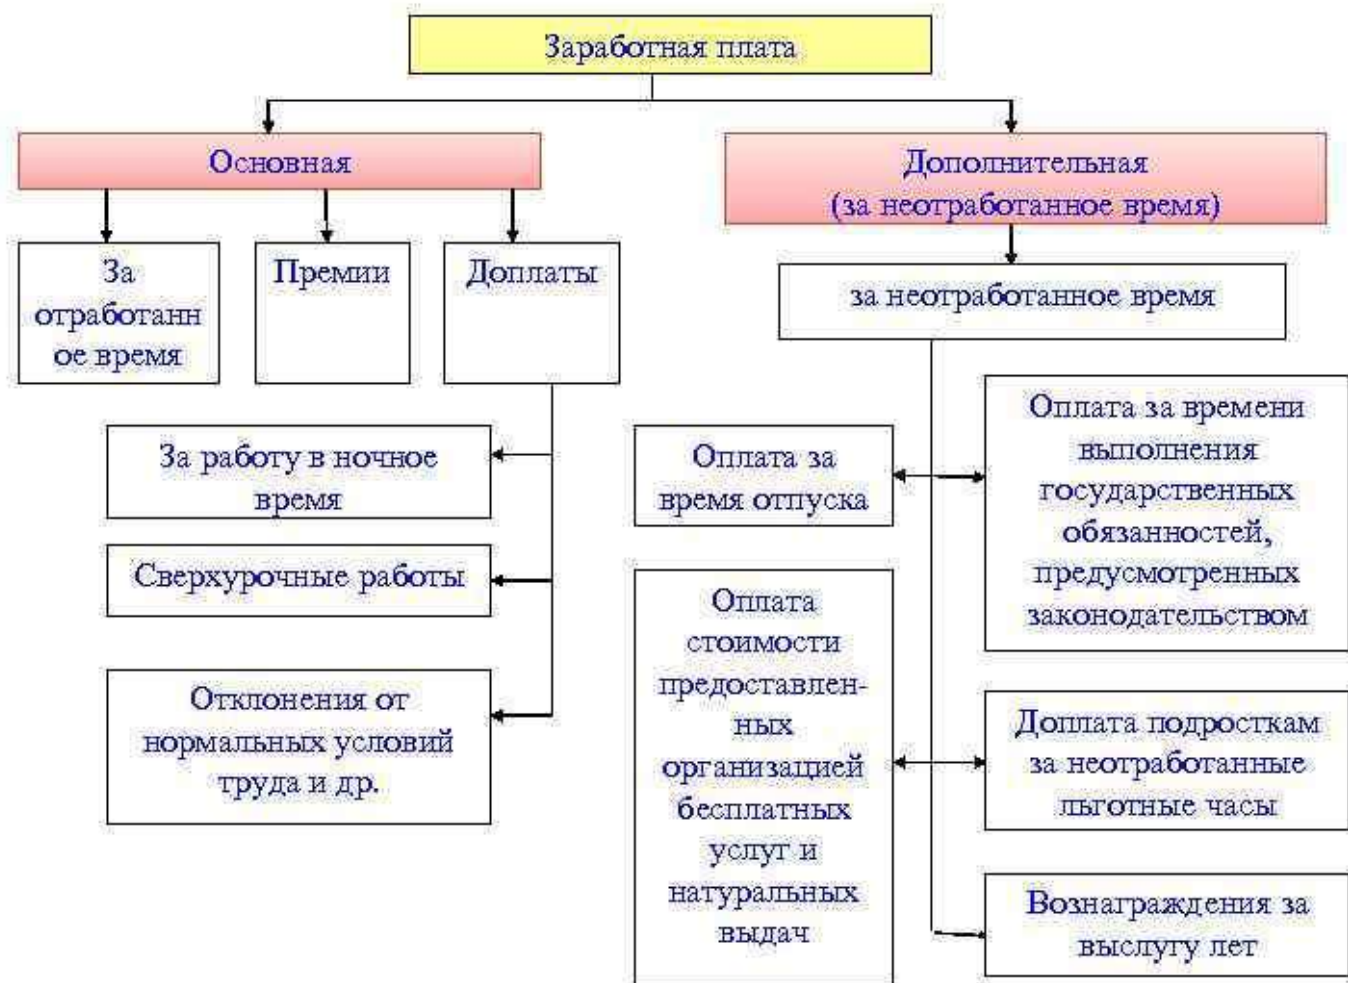 Заработная плата
Основная
Дополнительная
(за неотработанное время)
За
отработанн
ое время
Премии
Доплаты
за неотработанное время
За работу в ночное
время
Сверхурочные работы
Отклонения от
нормальных условий
труда и др.
Оплата за
время отпуска
Оплата за времени
выполнения
государственных
обязанностей,
предусмотренных
законодательством
Оплата
стоимости
предоставлен-
ных
организацией
бесплатных
услуг и
натуральных
выдач
Доплата подросткам
за неотработанные
льготные часы
Вознаграждения за
выслугу лет